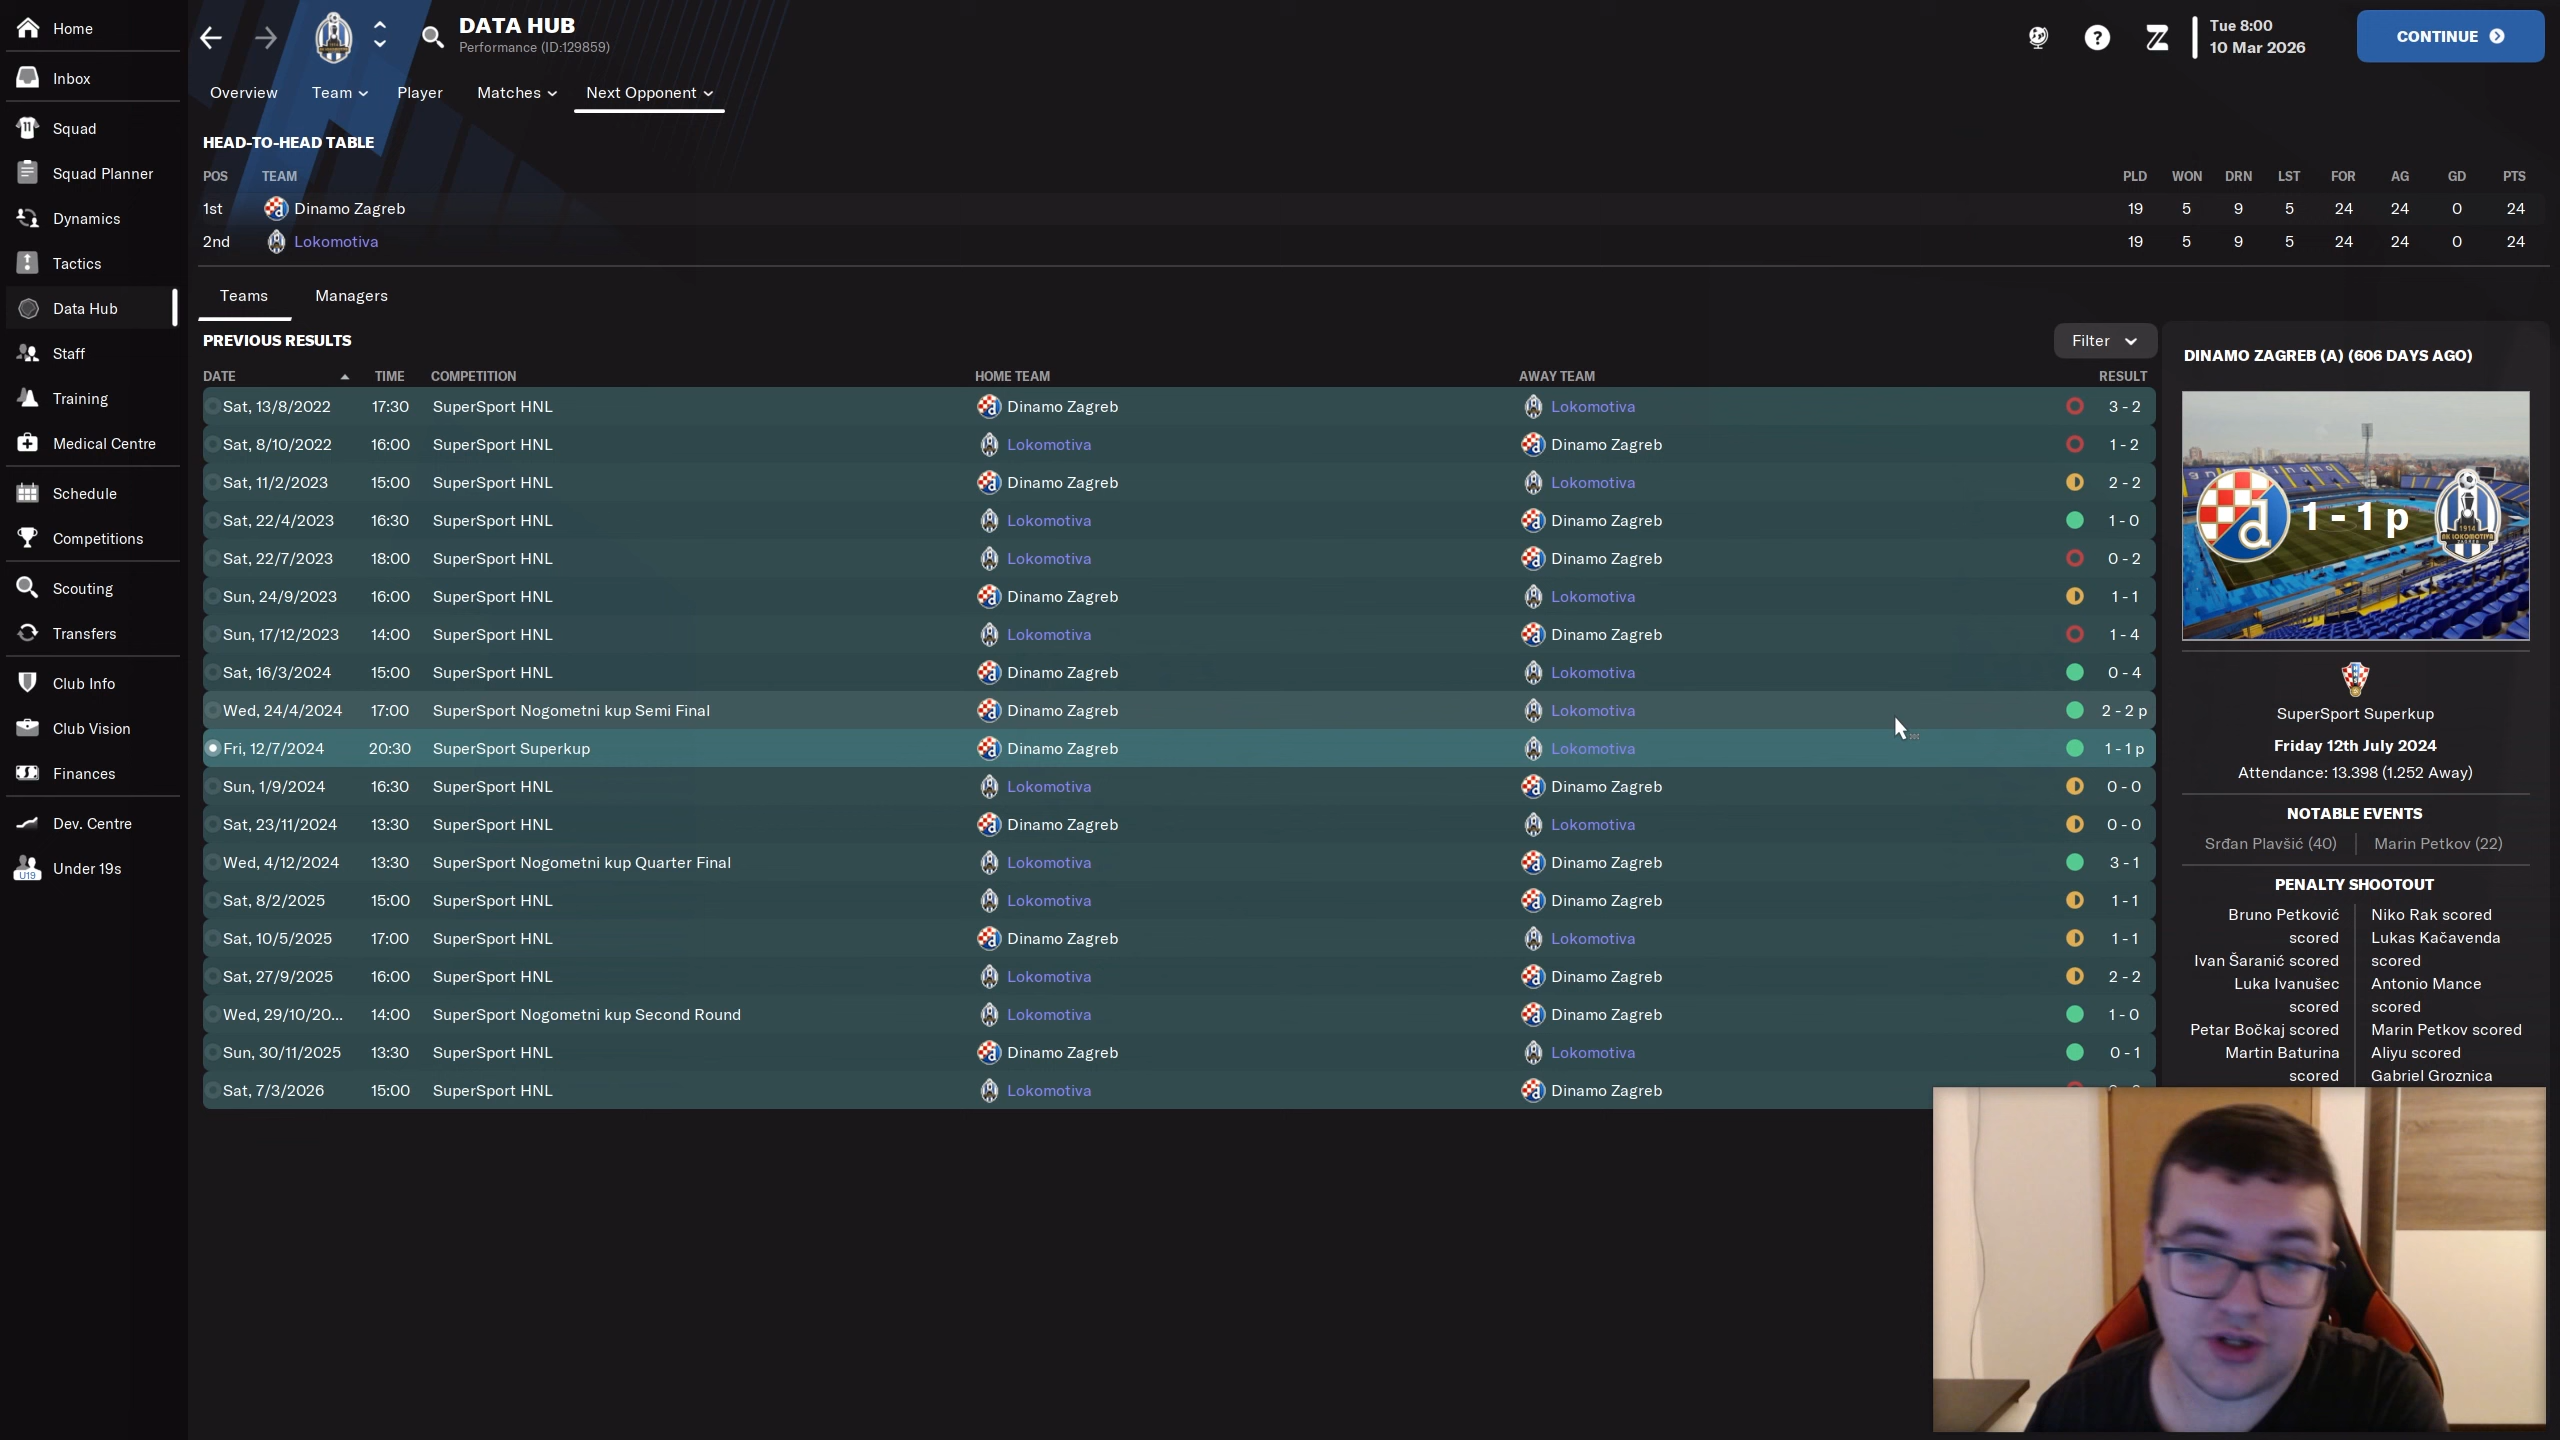 Home
Inbox
Squad
Squad Planner
Dynamics
Tactics
Data Hub
Staff
Training
Medical Centre
Schedule
Competitions
Scouting
Transfers
Club Info
Club Vision
Finances
Dev. Centre
U19 Under 19s
DATA HUB
Performance (ID:129859)
Tue 8:00
10 Mar 2026
CONTINUE
Overview Team Player Matches Next Opponent
HEAD-TO-HEAD TABLE
POS TEAM PLD WON DRN LST FOR AG GD PTS
1st Dinamo Zagreb 19 5 9 5 24 24 0 24
2nd Lokomotiva 19 5 9 5 24 24 0 24
Teams Managers
PREVIOUS RESULTS Filter
DATE TIME COMPETITION HOME TEAM AWAY TEAM RESULT
Sat, 13/8/2022 17:30 SuperSport HNL Dinamo Zagreb Lokomotiva 3 - 2
Sat, 8/10/2022 16:00 SuperSport HNL Lokomotiva Dinamo Zagreb 1 - 2
Sat, 11/2/2023 15:00 SuperSport HNL Dinamo Zagreb Lokomotiva 2 - 2
Sat, 22/4/2023 16:30 SuperSport HNL Lokomotiva Dinamo Zagreb 1 - 0
Sat, 22/7/2023 18:00 SuperSport HNL Lokomotiva Dinamo Zagreb 0 - 2
Sun, 24/9/2023 16:00 SuperSport HNL Dinamo Zagreb Lokomotiva 1 - 1
Sun, 17/12/2023 14:00 SuperSport HNL Lokomotiva Dinamo Zagreb 1 - 4
Sat, 16/3/2024 15:00 SuperSport HNL Dinamo Zagreb Lokomotiva 0 - 4
Wed, 24/4/2024 17:00 SuperSport Nogometni kup Semi Final Dinamo Zagreb Lokomotiva 2 - 2 p
Fri, 12/7/2024 20:30 SuperSport Superkup Dinamo Zagreb Lokomotiva 1 - 1 p
Sun, 1/9/2024 16:30 SuperSport HNL Lokomotiva Dinamo Zagreb 0 - 0
Sat, 23/11/2024 13:30 SuperSport HNL Dinamo Zagreb Lokomotiva 0 - 0
Wed, 4/12/2024 13:30 SuperSport Nogometni kup Quarter Final Lokomotiva Dinamo Zagreb 3 - 1
Sat, 8/2/2025 15:00 SuperSport HNL Lokomotiva Dinamo Zagreb 1 - 1
Sat, 10/5/2025 17:00 SuperSport HNL Dinamo Zagreb Lokomotiva 1 - 1
Sat, 27/9/2025 16:00 SuperSport HNL Lokomotiva Dinamo Zagreb 2 - 2
Wed, 29/10/20... 14:00 SuperSport Nogometni kup Second Round Lokomotiva Dinamo Zagreb 1 - 0
Sun, 30/11/2025 13:30 SuperSport HNL Dinamo Zagreb Lokomotiva 0 - 1
Sat, 7/3/2026 15:00 SuperSport HNL Lokomotiva Dinamo Zagreb
DINAMO ZAGREB (A) (606 DAYS AGO)
1 - 1 p
SuperSport Superkup
Friday 12th July 2024
Attendance: 13.398 (1.252 Away)
NOTABLE EVENTS
Srđan Plavšić (40) Marin Petkov (22)
PENALTY SHOOTOUT
Bruno Petković Niko Rak scored
scored Lukas Kačavenda
Ivan Šaranić scored scored
Luka Ivanušec Antonio Mance
scored scored
Petar Bočkaj scored Marin Petkov scored
Martin Baturina Aliyu scored
scored Gabriel Groznica